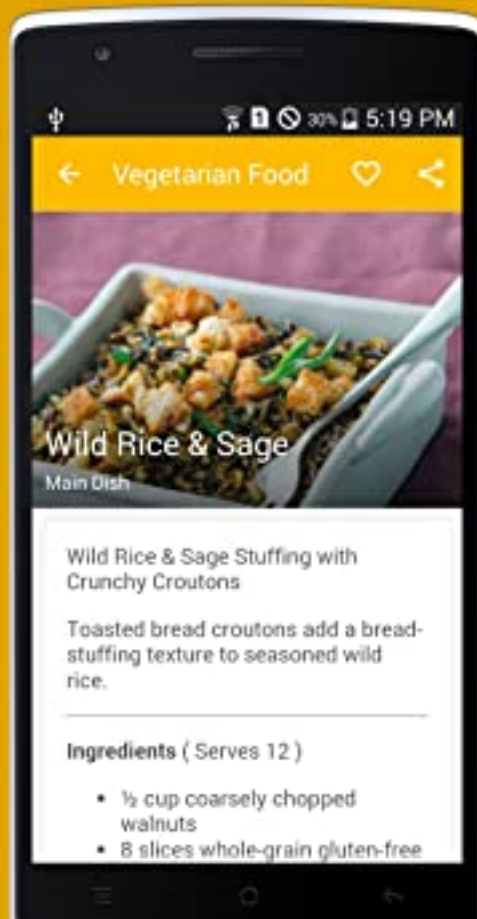 30% 5:19 PM
Vegetarian Food
Wild Rice & Sage
Main Dish
Wild Rice & Sage Stuffing with
Crunchy Croutons
Toasted bread croutons add a bread-
stuffing texture to seasoned wild
rice.
Ingredients ( Serves 12 )
• ½ cup coarsely chopped
walnuts
• 8 slices whole-grain gluten-free